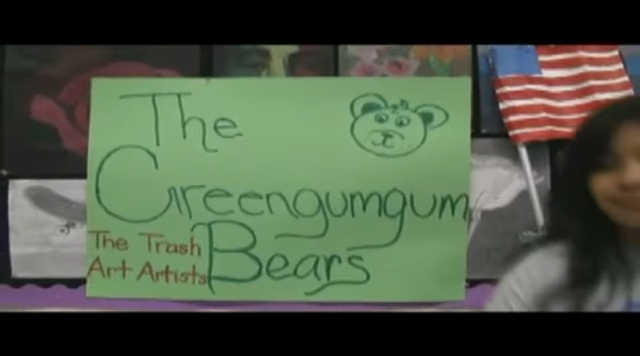 The
Greengumgum
Bears
The Trash
Art Artists